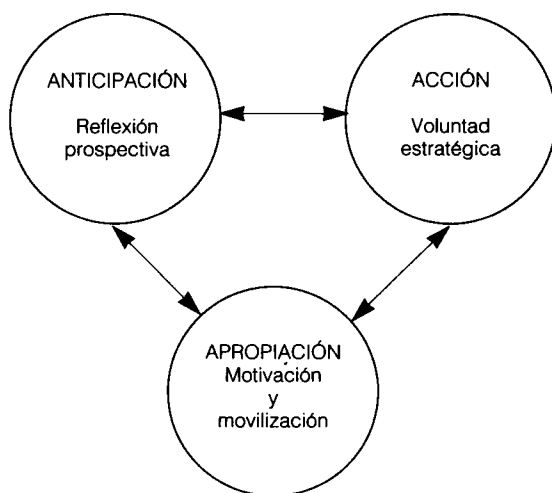 ANTICIPACIÓN
Reflexión
prospectiva
ACCIÓN
Voluntad
estratégica
APROPIACIÓN
Motivación
y
movilización